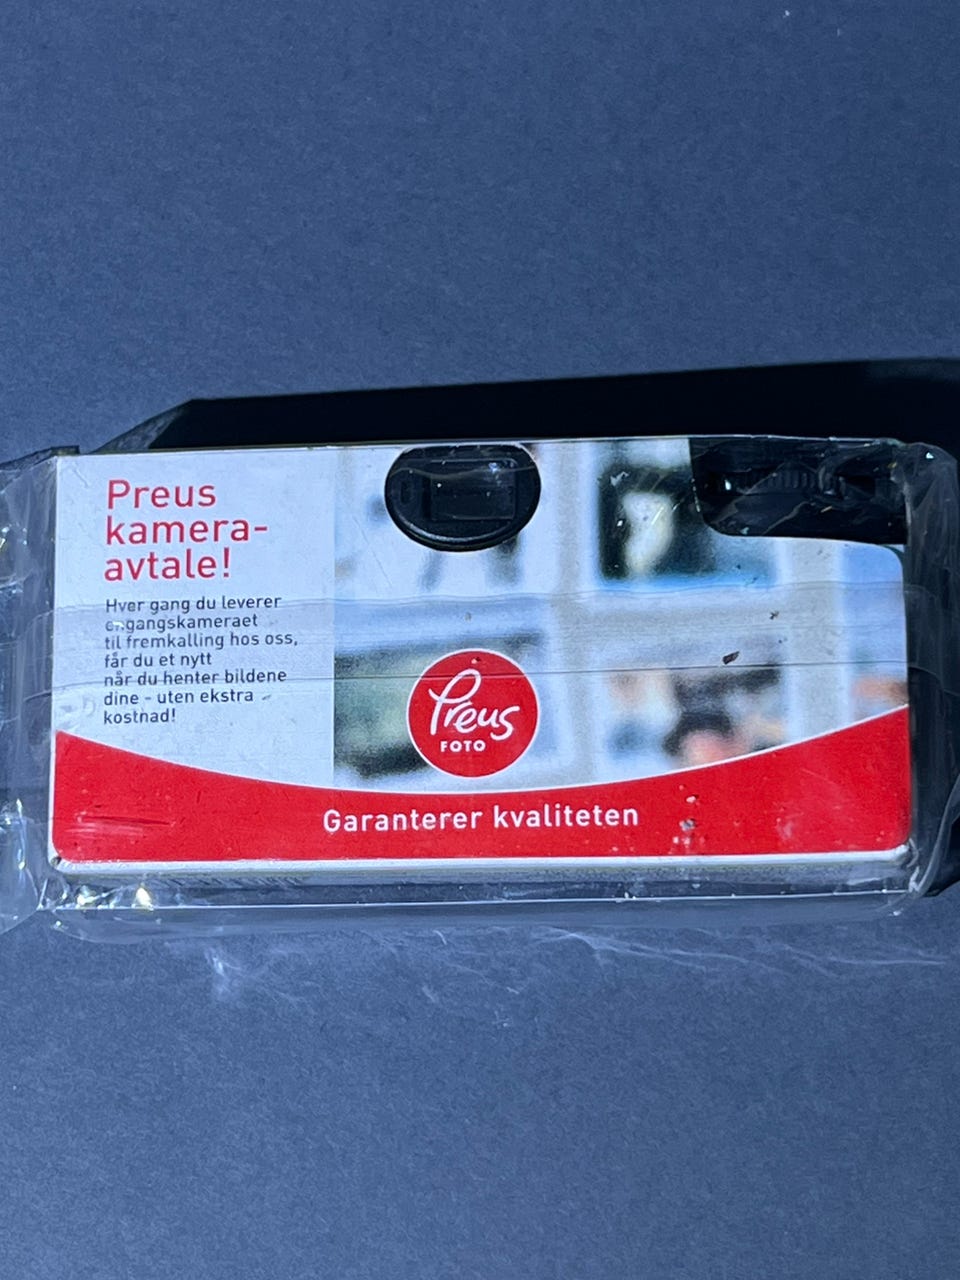 Preus
kamera-
avtale!
Hver gang du leverer
engangskameraet
til fremkalling hos oss,
får du et nytt
når du henter bildene
dine - uten ekstra
kostnad!
Preus
FOTO
Garanterer kvaliteten